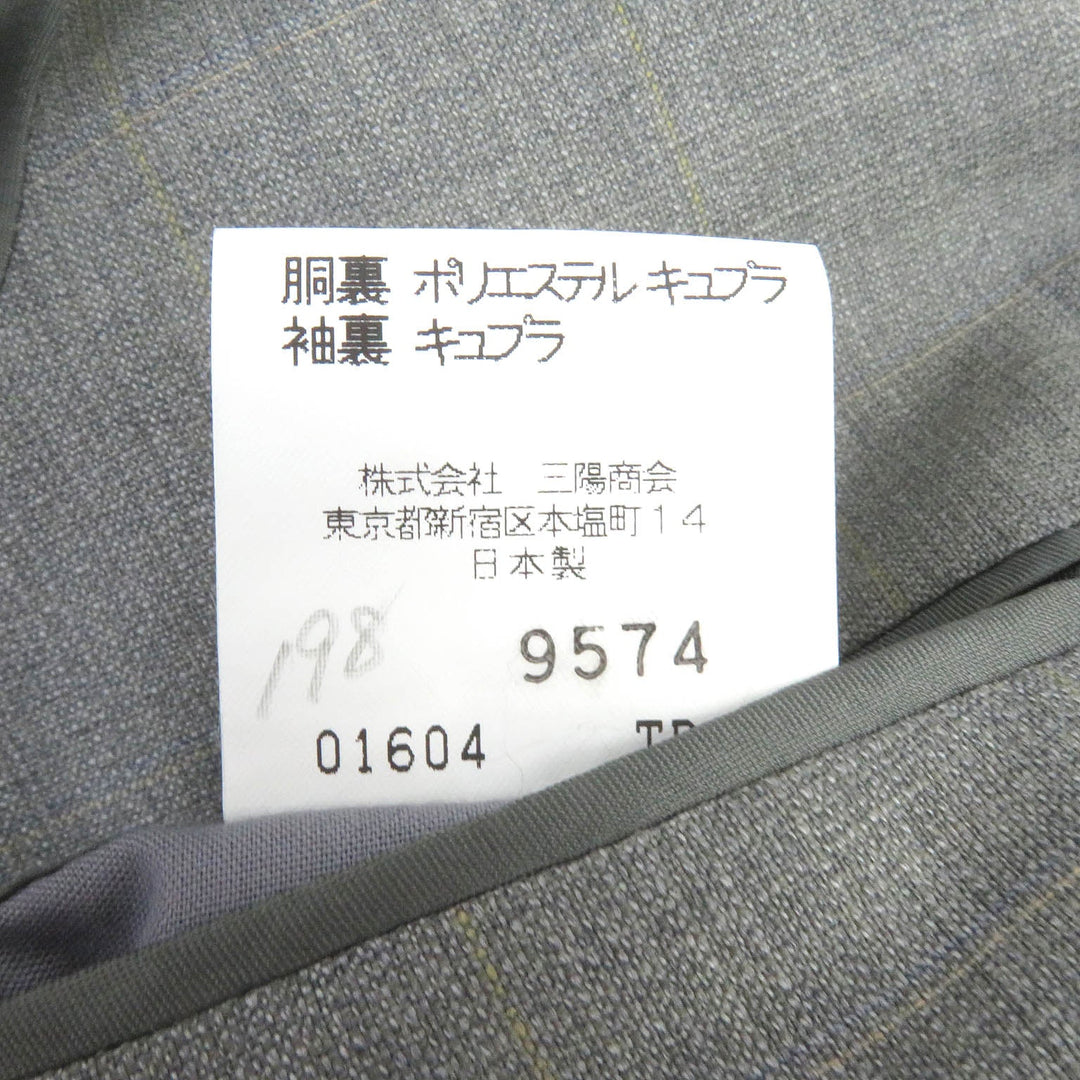 胴裏 ポリエステル キュプラ
袖裏 キュプラ
株式会社 三陽商会
東京都新宿区本塩町14
日本製
198
9574
01604